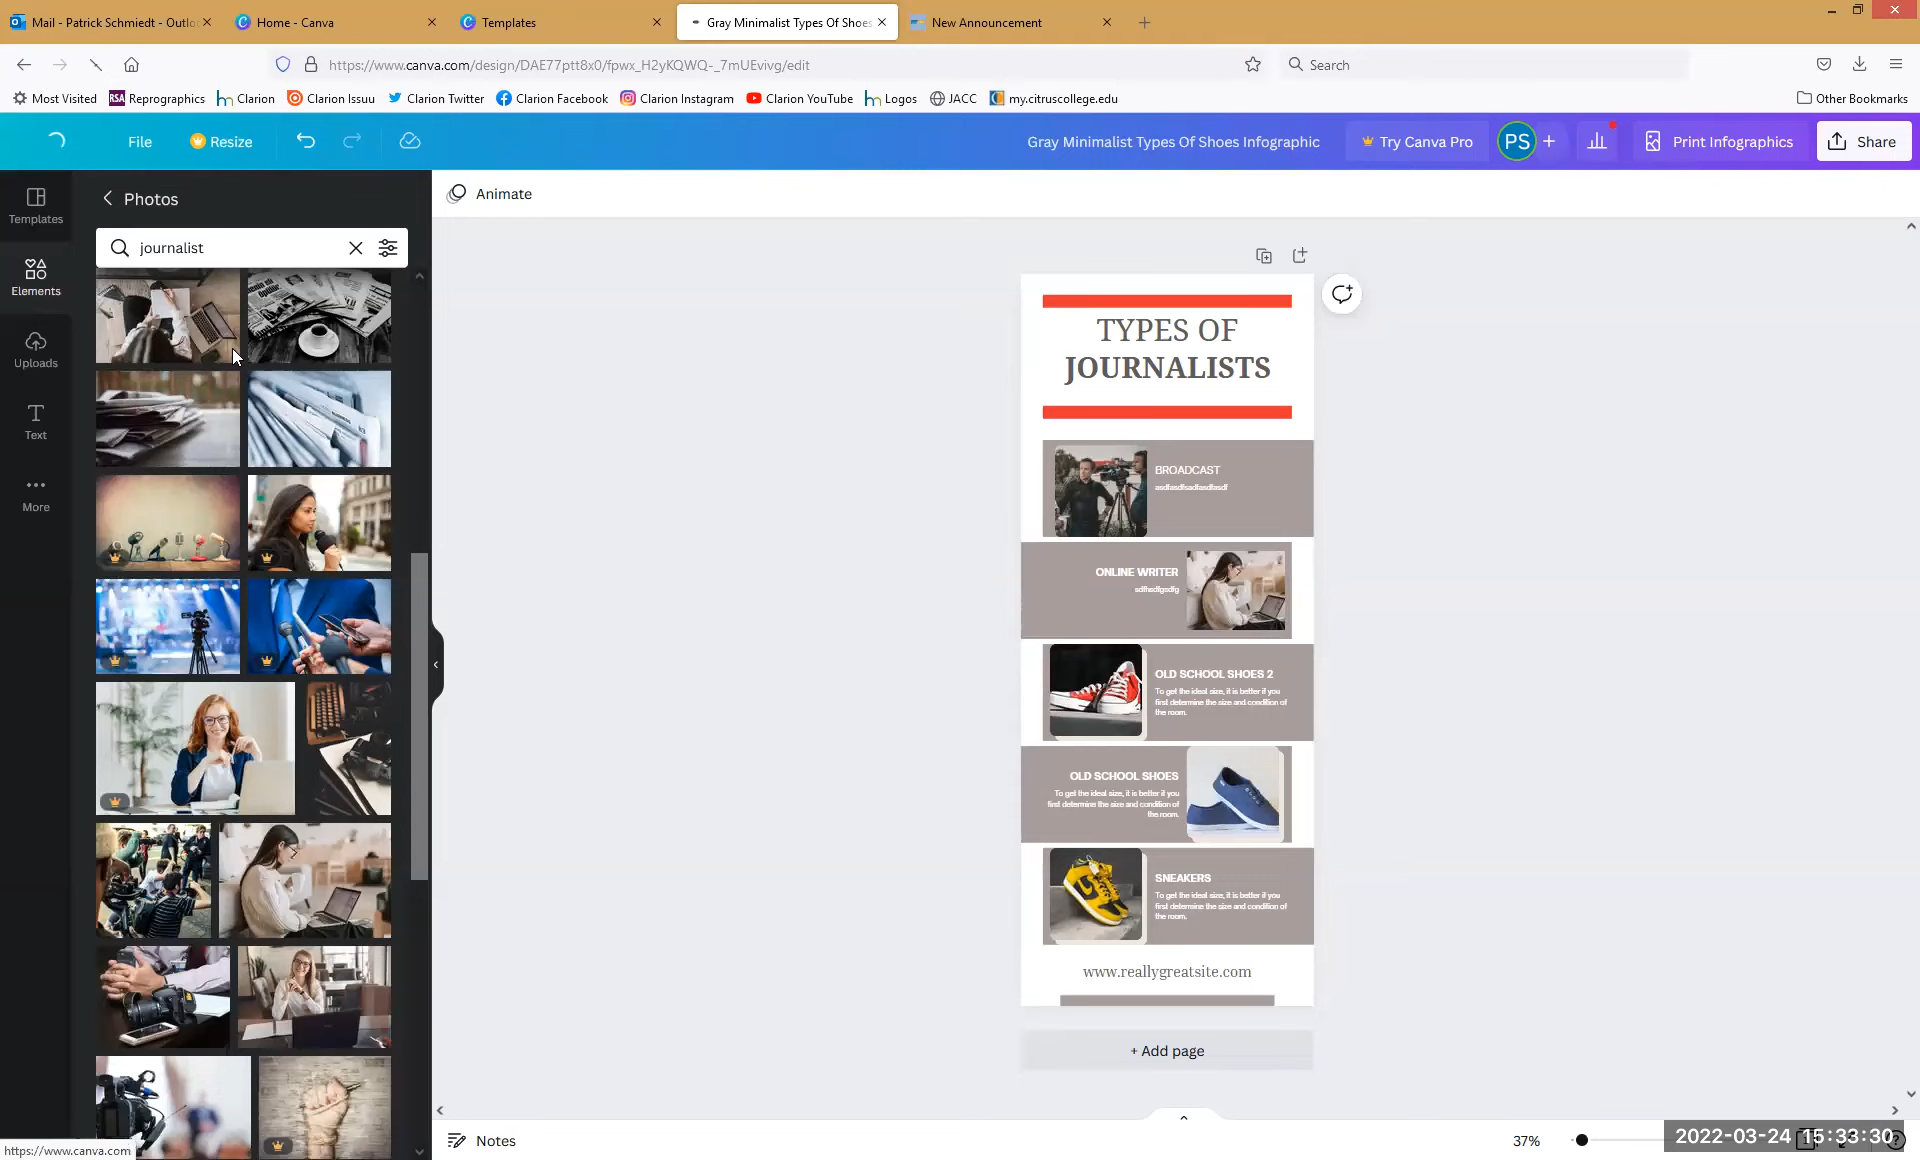 Mail - Patrick Schmiedt - Outlo
Home - Canva
Templates
Gray Minimalist Types Of Shoes
New Announcement
https://www.canva.com/design/DAE77ptt8x0/fpwx_H2yKQWQ-_7mUEvivg/edit
Search
Most Visited
RSA Reprographics
Clarion
Clarion Issuu
Clarion Twitter
Clarion Facebook
Clarion Instagram
Clarion YouTube
Logos
JACC
my.citruscollege.edu
Other Bookmarks
File
Resize
Gray Minimalist Types Of Shoes Infographic
Try Canva Pro
PS
Print Infographics
Share
Templates
Elements
Uploads
Text
More
Photos
journalist
Animate
TYPES OF
JOURNALISTS
BROADCAST
asdfasdfsadfasdfasdf
ONLINE WRITER
sdfhsdfgsdfg
OLD SCHOOL SHOES 2
To get the ideal size, it is better if you
first determine the size and condition of
the room.
OLD SCHOOL SHOES
To get the ideal size, it is better if you
first determine the size and condition of
the room.
SNEAKERS
To get the ideal size, it is better if you
first determine the size and condition of
the room.
www.reallygreatsite.com
+ Add page
Notes
37%
2022-03-24 15:33:30
https://www.canva.com